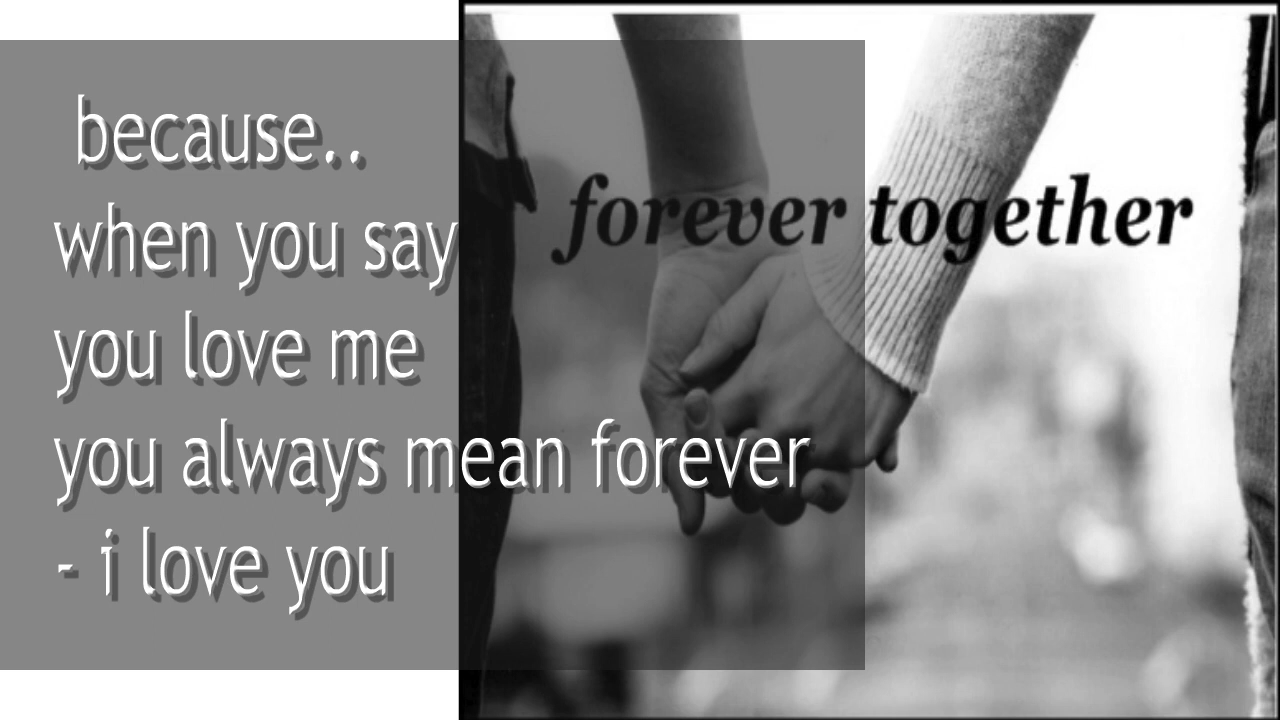 because..
when you say
you love me
you always mean forever
- i love you
forever together